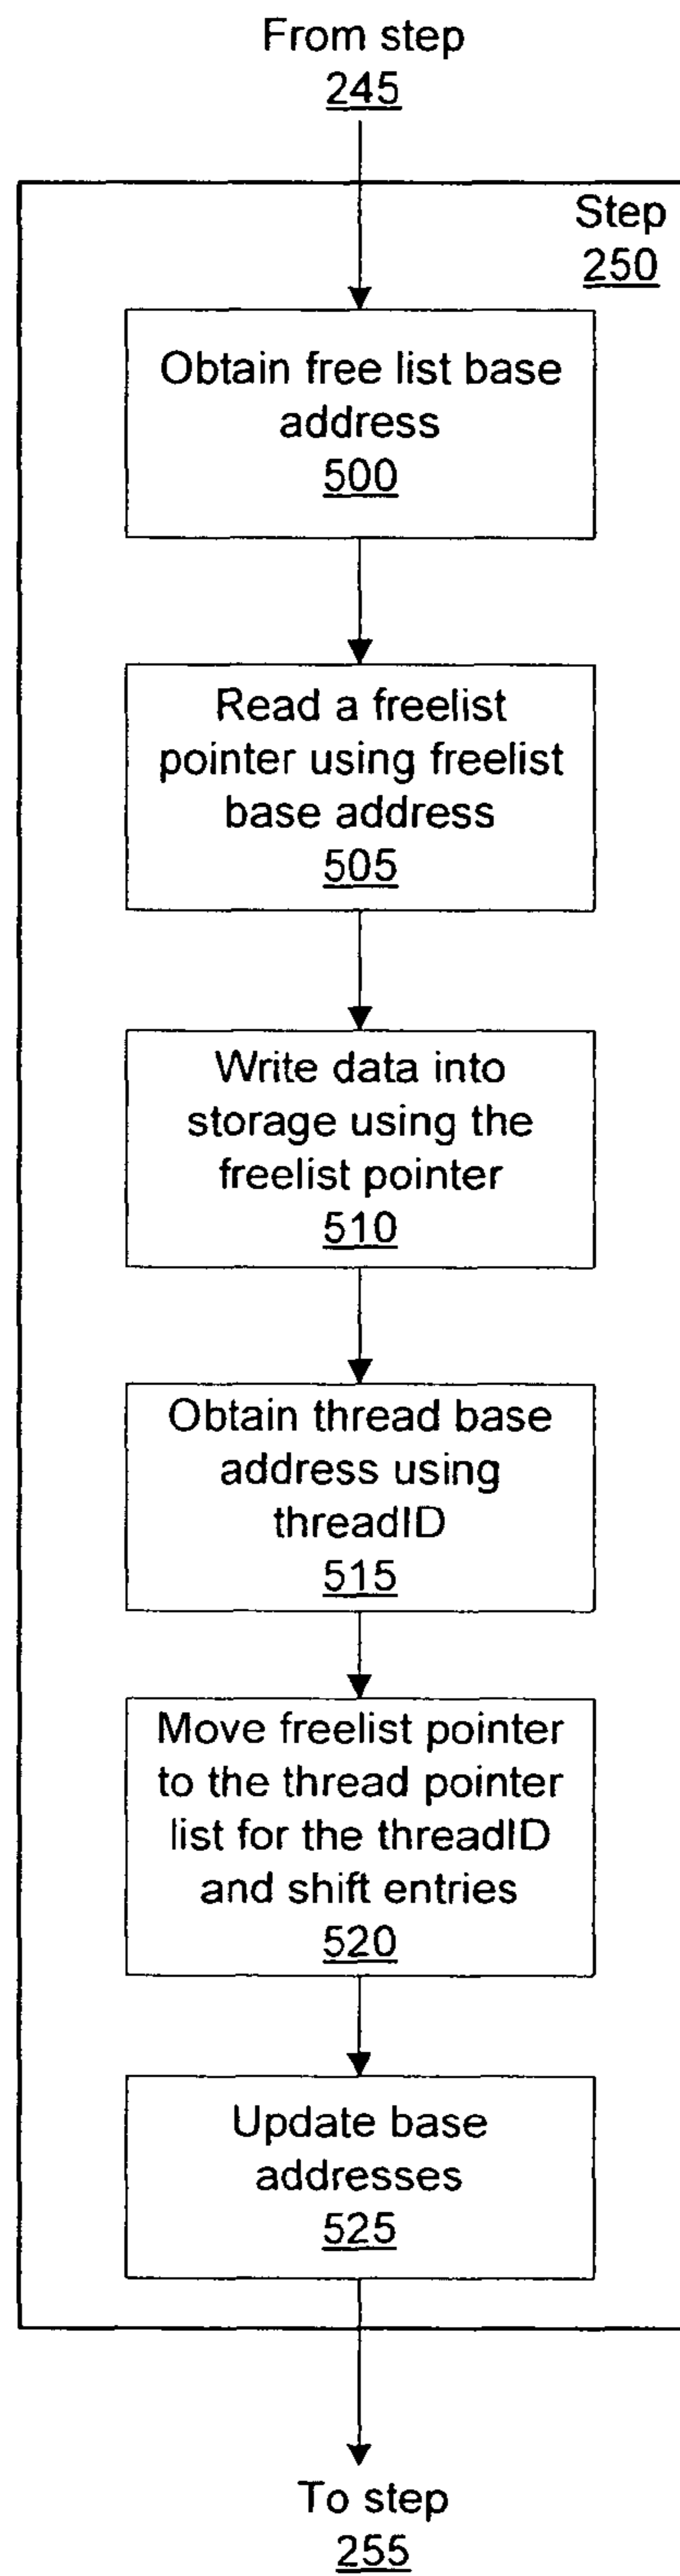 From step
245
Step
250
Obtain free list base
address
500
Read a freelist
pointer using freelist
base address
505
Write data into
storage using the
freelist pointer
510
Obtain thread base
address using
threadID
515
Move freelist pointer
to the thread pointer
list for the threadID
and shift entries
520
Update base
addresses
525
To step
255